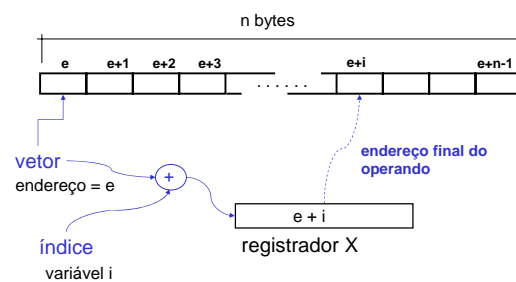 n bytes
e e+1 e+2 e+3 e+i e+n-1
. . . . . .
endereço final do
operando
vetor
endereço = e
+
e + i
índice
registrador X
variável i